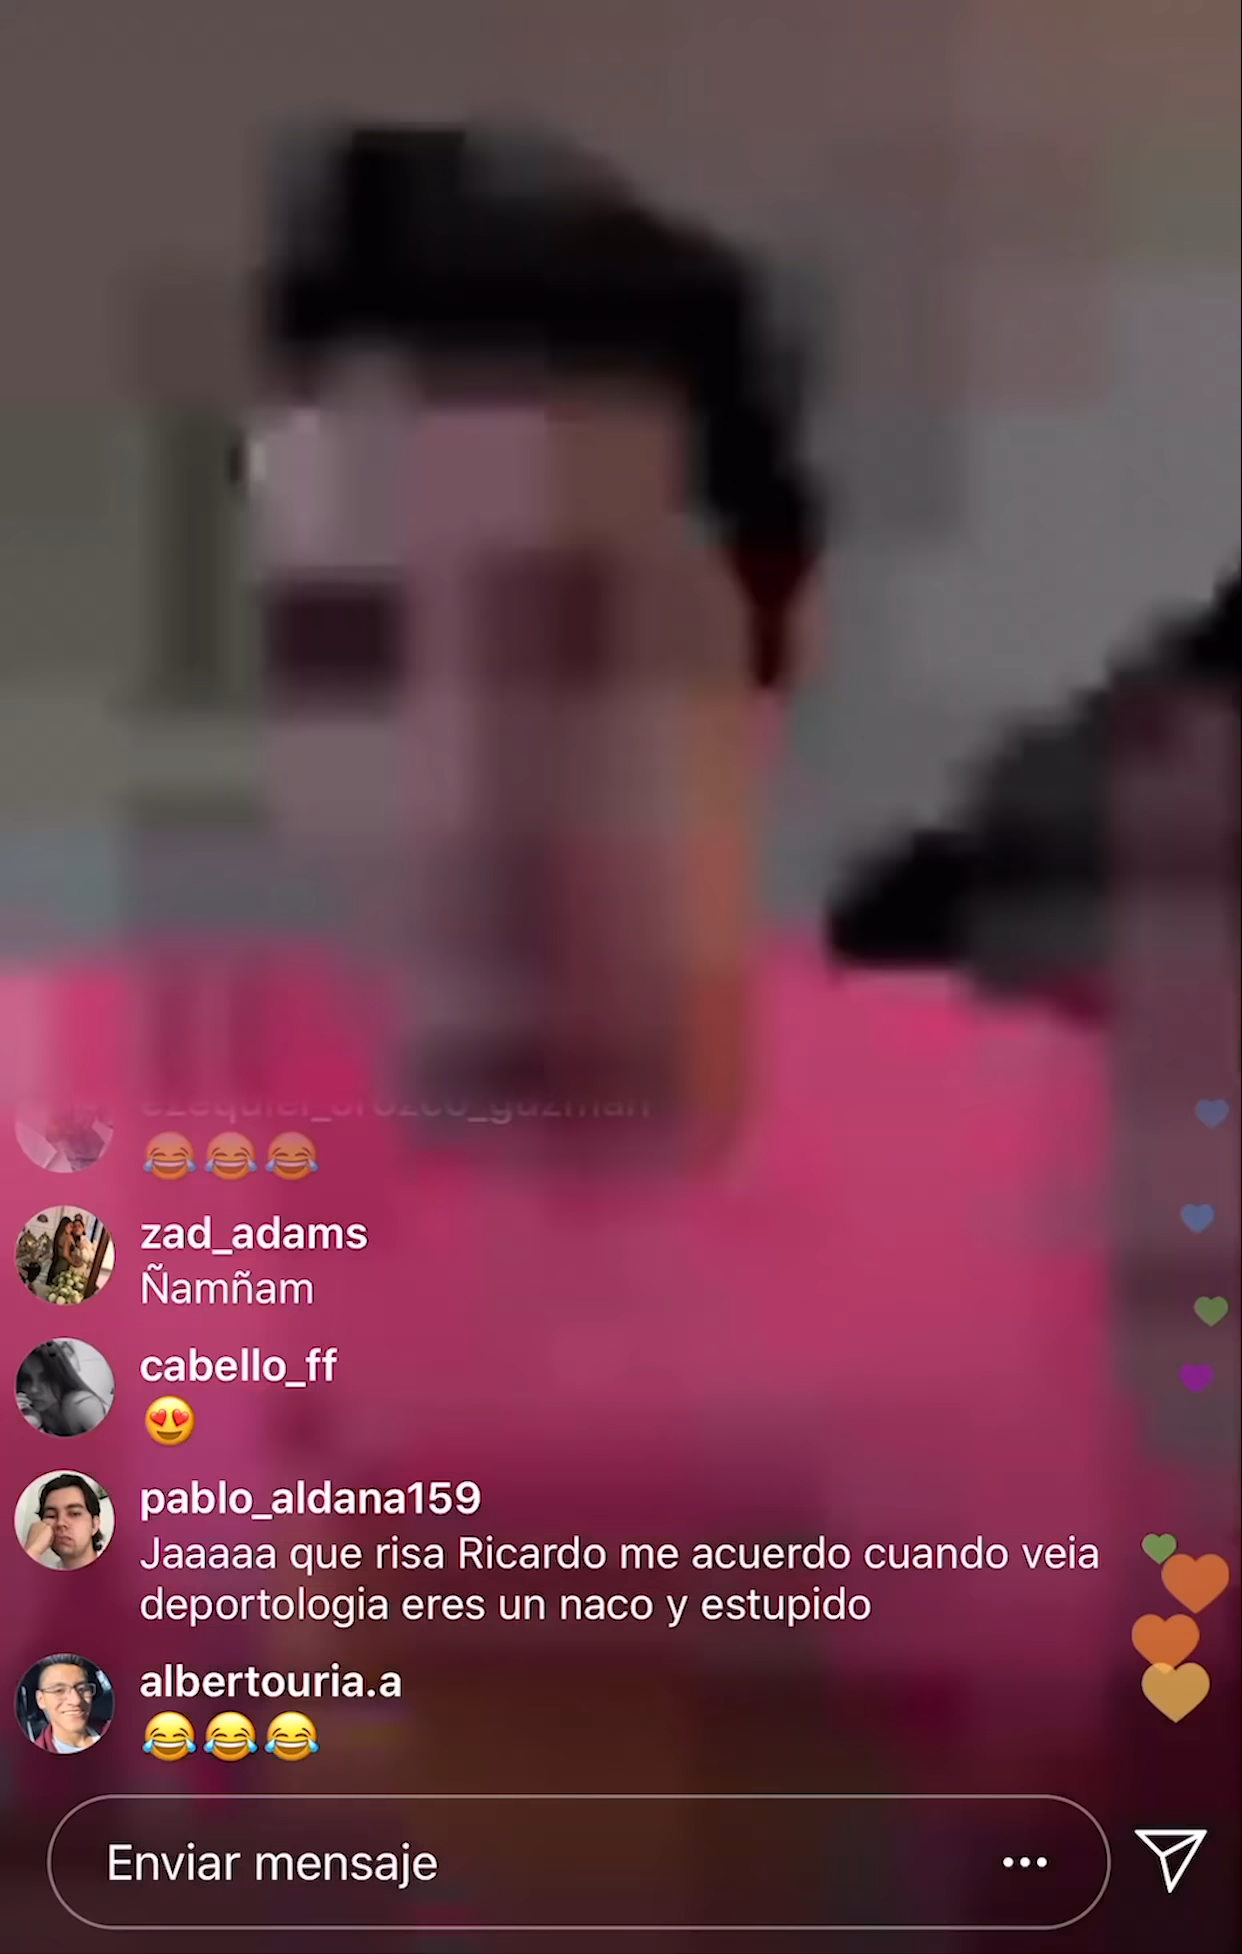 ezequiel_orozco_guzman
😂😂😂
zad_adams
Ñamñam
cabello_ff
😍
pablo_aldana159
Jaaaaa que risa Ricardo me acuerdo cuando veia
deportologia eres un naco y estupido
albertouria.a
😂😂😂
Enviar mensaje